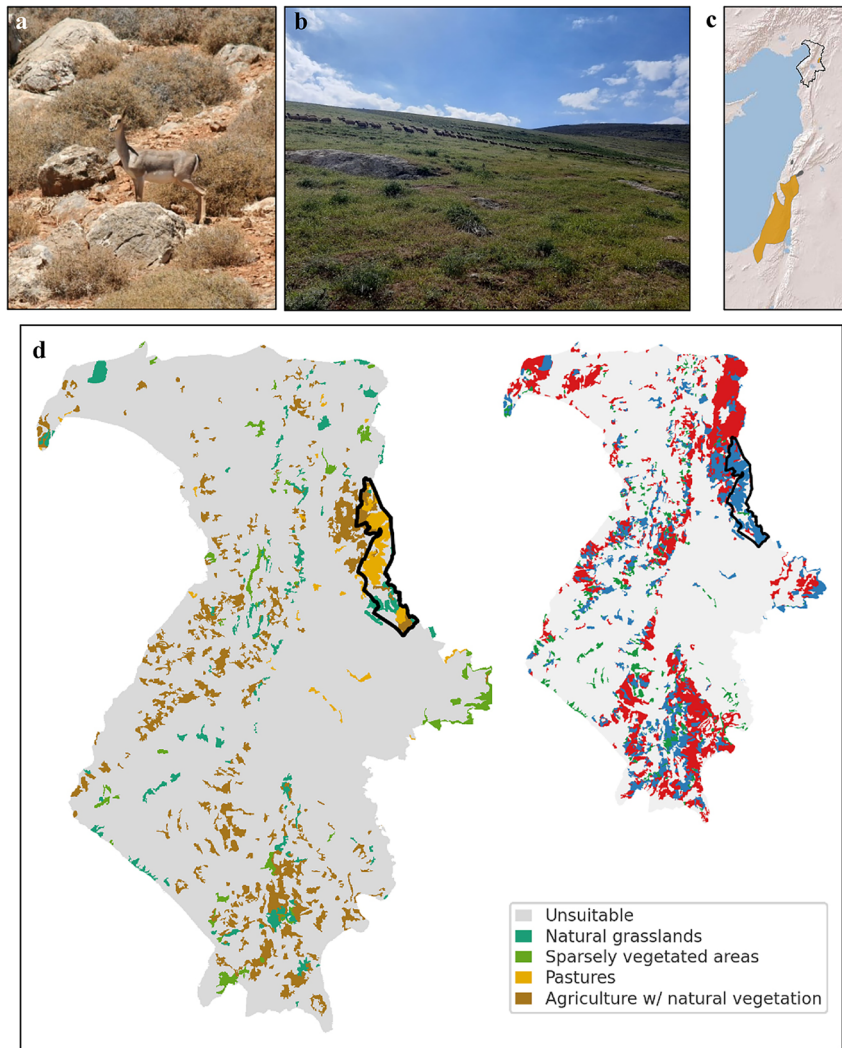 a
b
c
d
Unsuitable
Natural grasslands
Sparsely vegetated areas
Pastures
Agriculture w/ natural vegetation